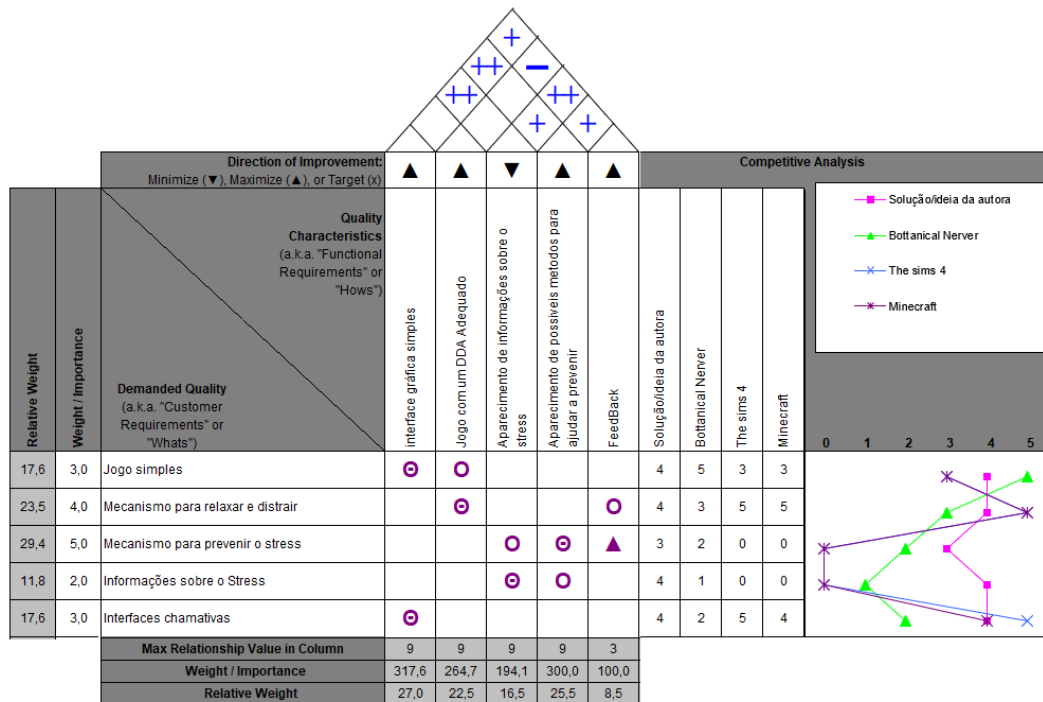 +
++ −
++ ++
+ +
Direction of Improvement:
Minimize (▼), Maximize (▲), or Target (x)
▲ ▲ ▼ ▲ ▲
Competitive Analysis
Relative Weight
Weight / Importance
Quality
Characteristics
(a.k.a. "Functional
Requirements" or
"Hows")
Demanded Quality
(a.k.a. "Customer
Requirements" or
"Whats")
interface gráfica simples
Jogo com um DDA Adequado
Aparecimento de informações sobre o
stress
Aparecimento de possiveis metodos para
ajudar a prevenir
FeedBack
Solução/ideia da autora
Bottanical Nerver
The sims 4
Minecraft
Solução/ideia da autora
Bottanical Nerver
The sims 4
Minecraft
0 1 2 3 4 5
17,6 3,0 Jogo simples Θ Ο 4 5 3 3
23,5 4,0 Mecanismo para relaxar e distrair Θ Ο 4 3 5 5
29,4 5,0 Mecanismo para prevenir o stress Ο Θ ▲ 3 2 0 0
11,8 2,0 Informações sobre o Stress Θ Ο 4 1 0 0
17,6 3,0 Interfaces chamativas Θ 4 2 5 4
Max Relationship Value in Column 9 9 9 9 3
Weight / Importance 317,6 264,7 194,1 300,0 100,0
Relative Weight 27,0 22,5 16,5 25,5 8,5